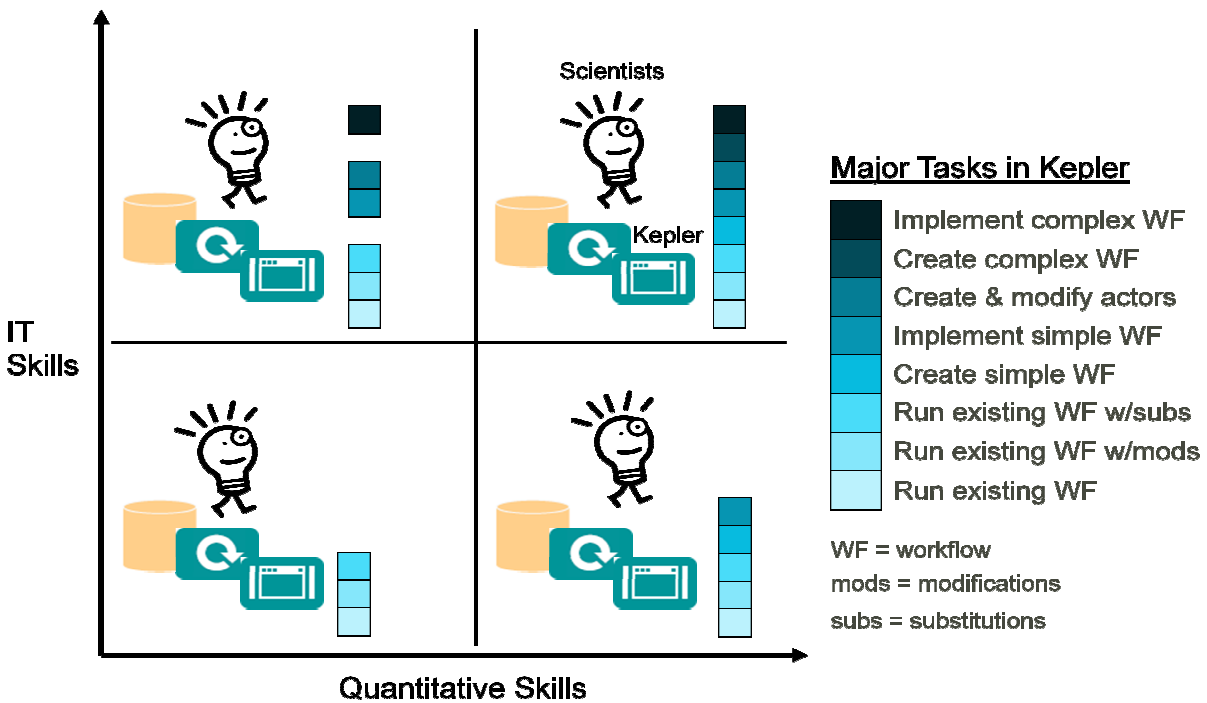 Scientists
Kepler
IT
Skills
Quantitative Skills
Major Tasks in Kepler
Implement complex WF
Create complex WF
Create & modify actors
Implement simple WF
Create simple WF
Run existing WF w/subs
Run existing WF w/mods
Run existing WF
WF = workflow
mods = modifications
subs = substitutions